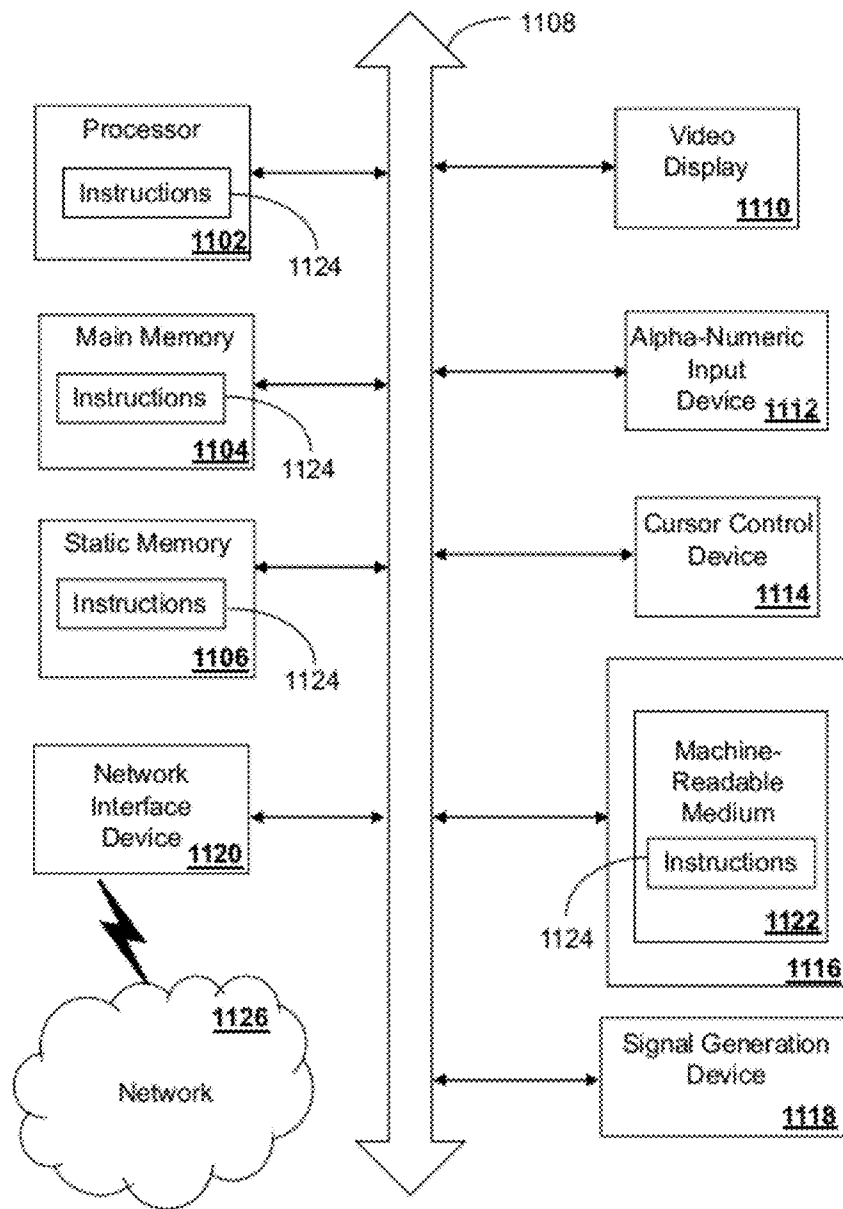 1108
Processor
Instructions
1102
1124
Main Memory
Instructions
1104
1124
Static Memory
Instructions
1106
1124
Network
Interface
Device
1120
1126
Network
Video
Display
1110
Alpha-Numeric
Input
Device
1112
Cursor Control
Device
1114
Machine-
Readable
Medium
Instructions
1122
1124
1116
Signal Generation
Device
1118